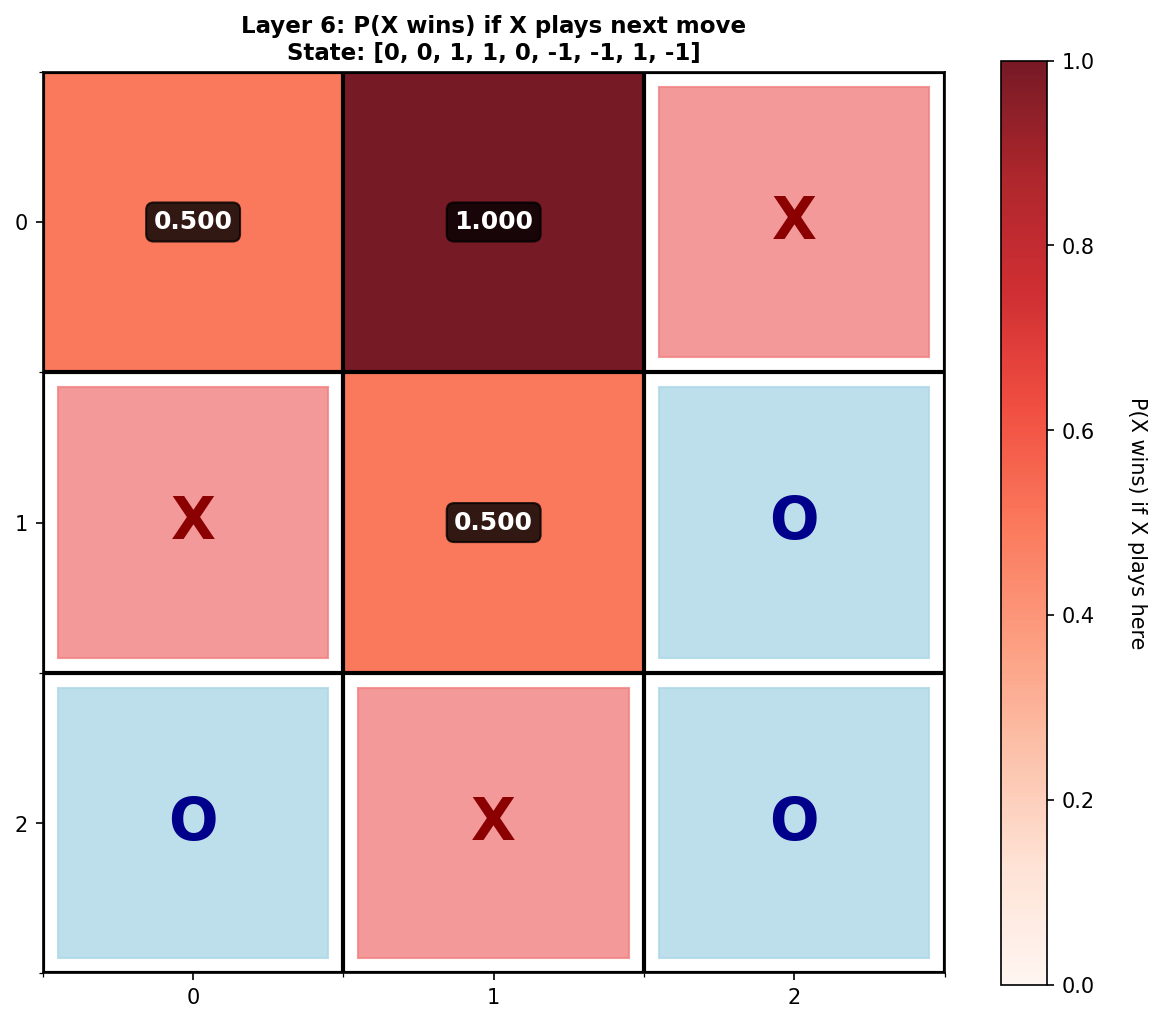 Layer 6: P(X wins) if X plays next move
State: [0, 0, 1, 1, 0, -1, -1, 1, -1]
0
0.500
1.000
X
1
X
0.500
O
2
O
X
O
0
1
2
1.0
0.8
0.6
0.4
0.2
0.0
P(X wins) if X plays here